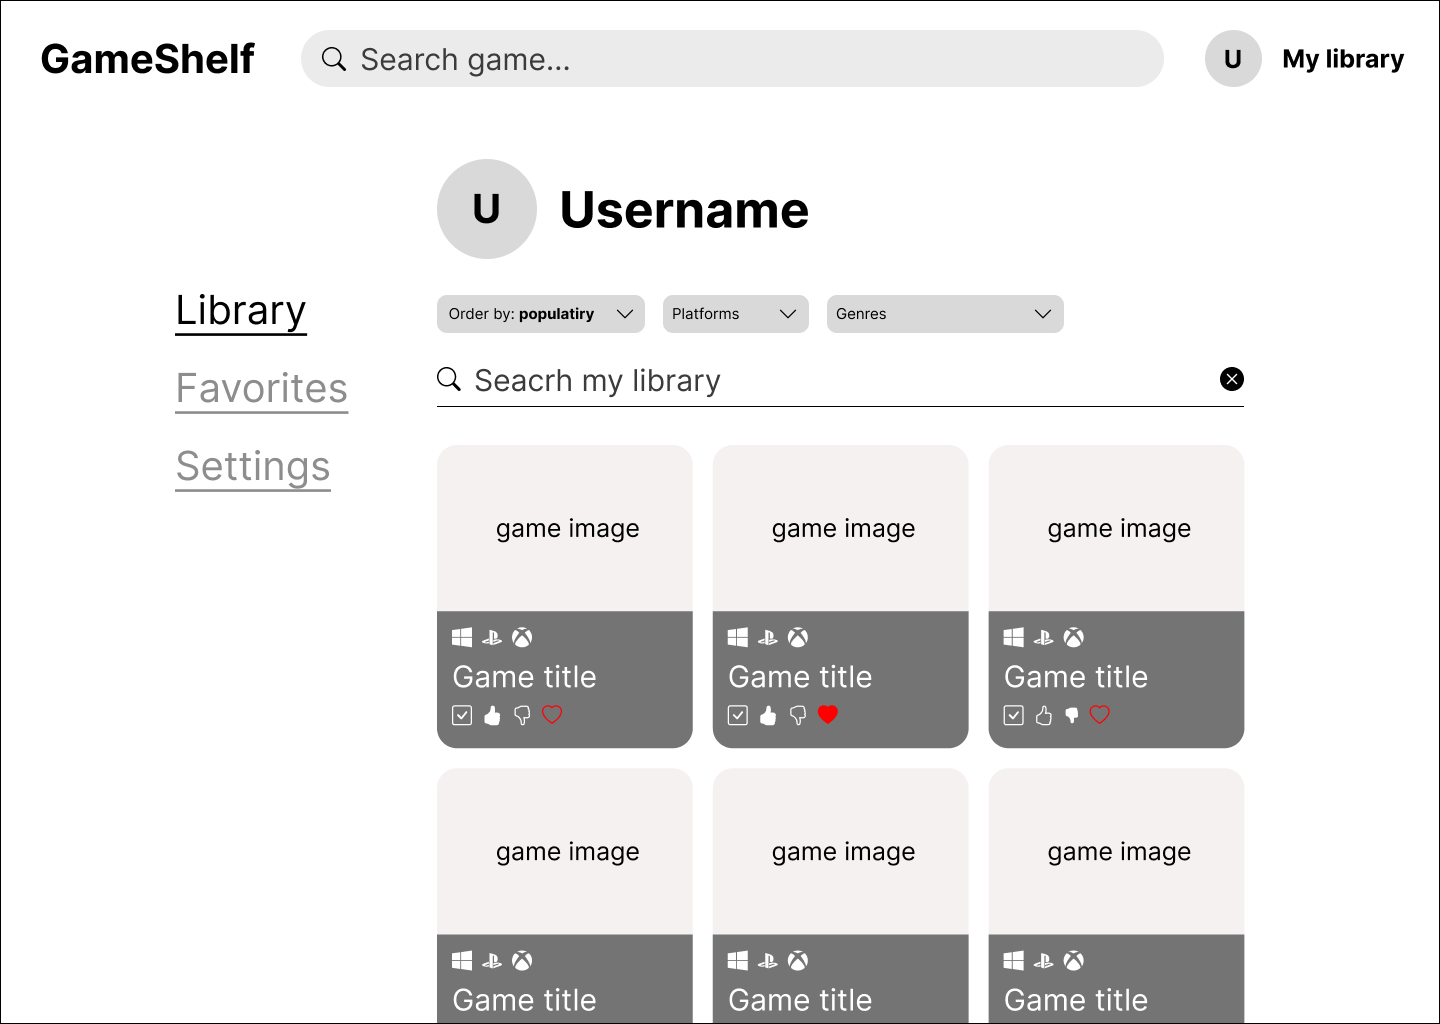 GameShelf
Search game...
U
My library
U
Username
Library
Favorites
Settings
Order by: populatiry
Platforms
Genres
Seacrh my library
game image
game image
game image
Game title
Game title
Game title
game image
game image
game image
Game title
Game title
Game title